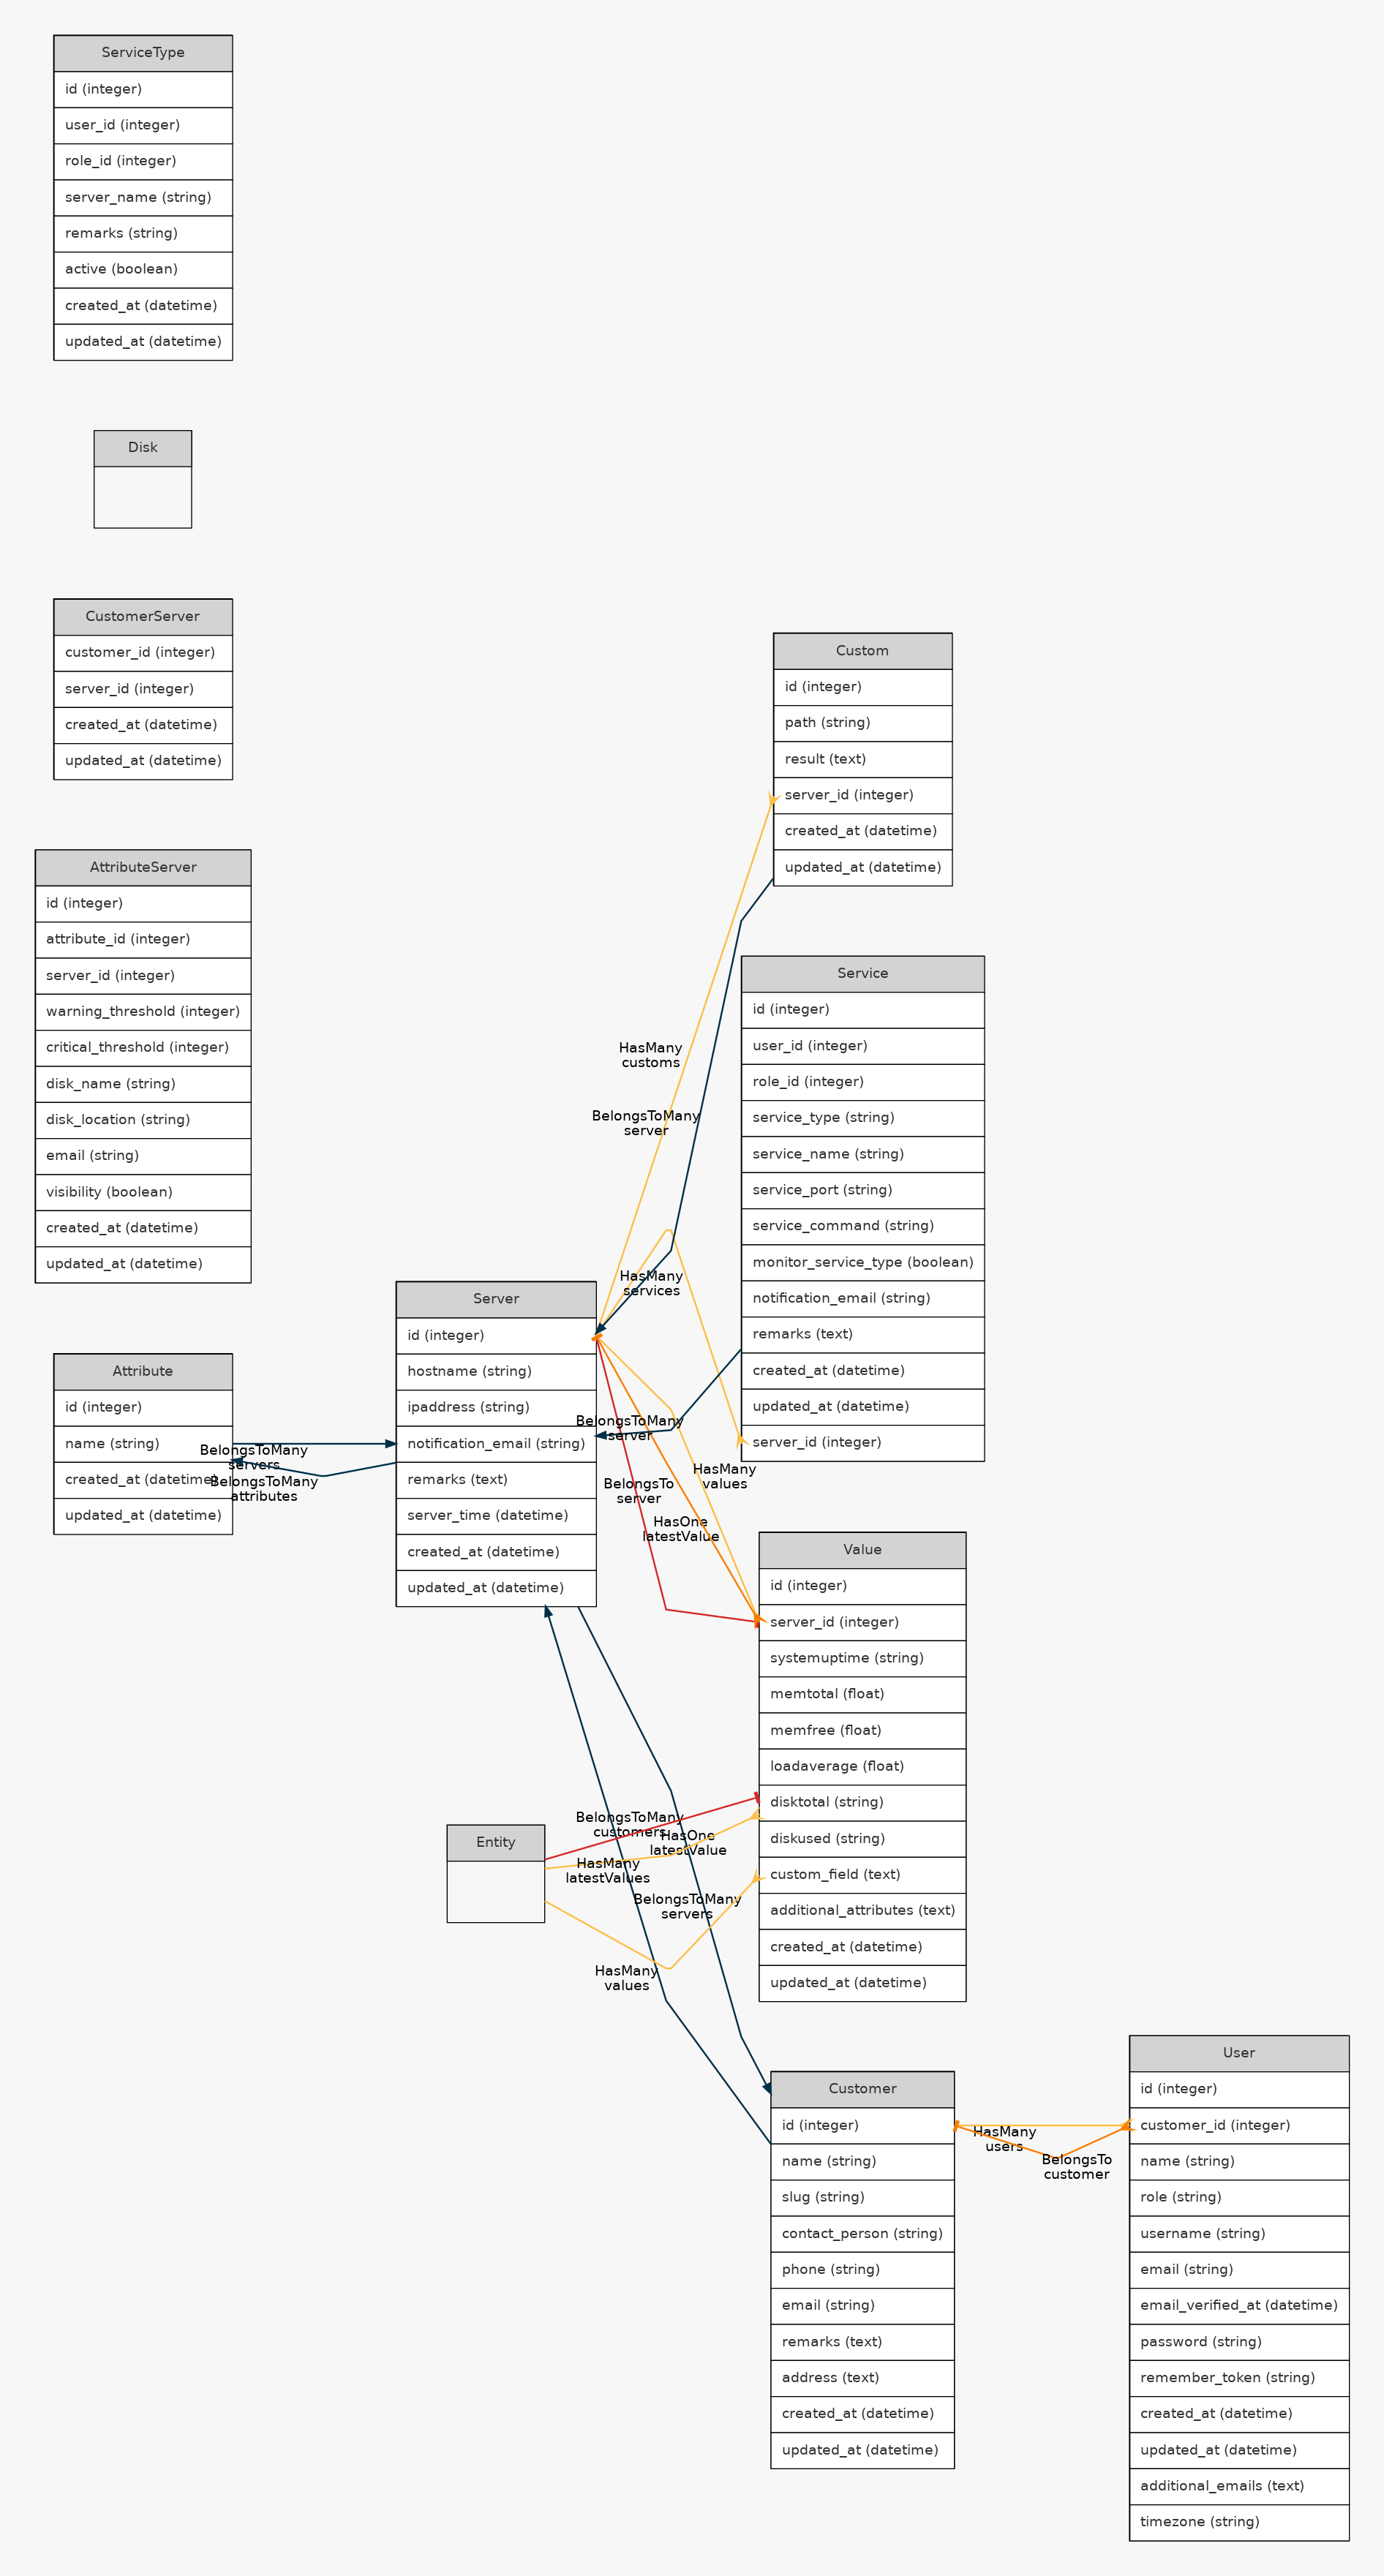 ServiceType
id (integer)
user_id (integer)
role_id (integer)
server_name (string)
remarks (string)
active (boolean)
created_at (datetime)
updated_at (datetime)
Disk
CustomerServer
customer_id (integer)
server_id (integer)
created_at (datetime)
updated_at (datetime)
AttributeServer
id (integer)
attribute_id (integer)
server_id (integer)
warning_threshold (integer)
critical_threshold (integer)
disk_name (string)
disk_location (string)
email (string)
visibility (boolean)
created_at (datetime)
updated_at (datetime)
Attribute
id (integer)
name (string)
created_at (datetime)
updated_at (datetime)
BelongsToMany
servers
BelongsToMany
attributes
Server
id (integer)
hostname (string)
ipaddress (string)
notification_email (string)
remarks (text)
server_time (datetime)
created_at (datetime)
updated_at (datetime)
Entity
HasMany
customs
BelongsToMany
server
HasMany
services
BelongsToMany
server
HasMany
values
BelongsTo
server
HasOne
latestValue
BelongsToMany
customers
HasOne
latestValue
HasMany
latestValues
BelongsToMany
servers
HasMany
values
Custom
id (integer)
path (string)
result (text)
server_id (integer)
created_at (datetime)
updated_at (datetime)
Service
id (integer)
user_id (integer)
role_id (integer)
service_type (string)
service_name (string)
service_port (string)
service_command (string)
monitor_service_type (boolean)
notification_email (string)
remarks (text)
created_at (datetime)
updated_at (datetime)
server_id (integer)
Value
id (integer)
server_id (integer)
systemuptime (string)
memtotal (float)
memfree (float)
loadaverage (float)
disktotal (string)
diskused (string)
custom_field (text)
additional_attributes (text)
created_at (datetime)
updated_at (datetime)
Customer
id (integer)
name (string)
slug (string)
contact_person (string)
phone (string)
email (string)
remarks (text)
address (text)
created_at (datetime)
updated_at (datetime)
HasMany
users
BelongsTo
customer
User
id (integer)
customer_id (integer)
name (string)
role (string)
username (string)
email (string)
email_verified_at (datetime)
password (string)
remember_token (string)
created_at (datetime)
updated_at (datetime)
additional_emails (text)
timezone (string)